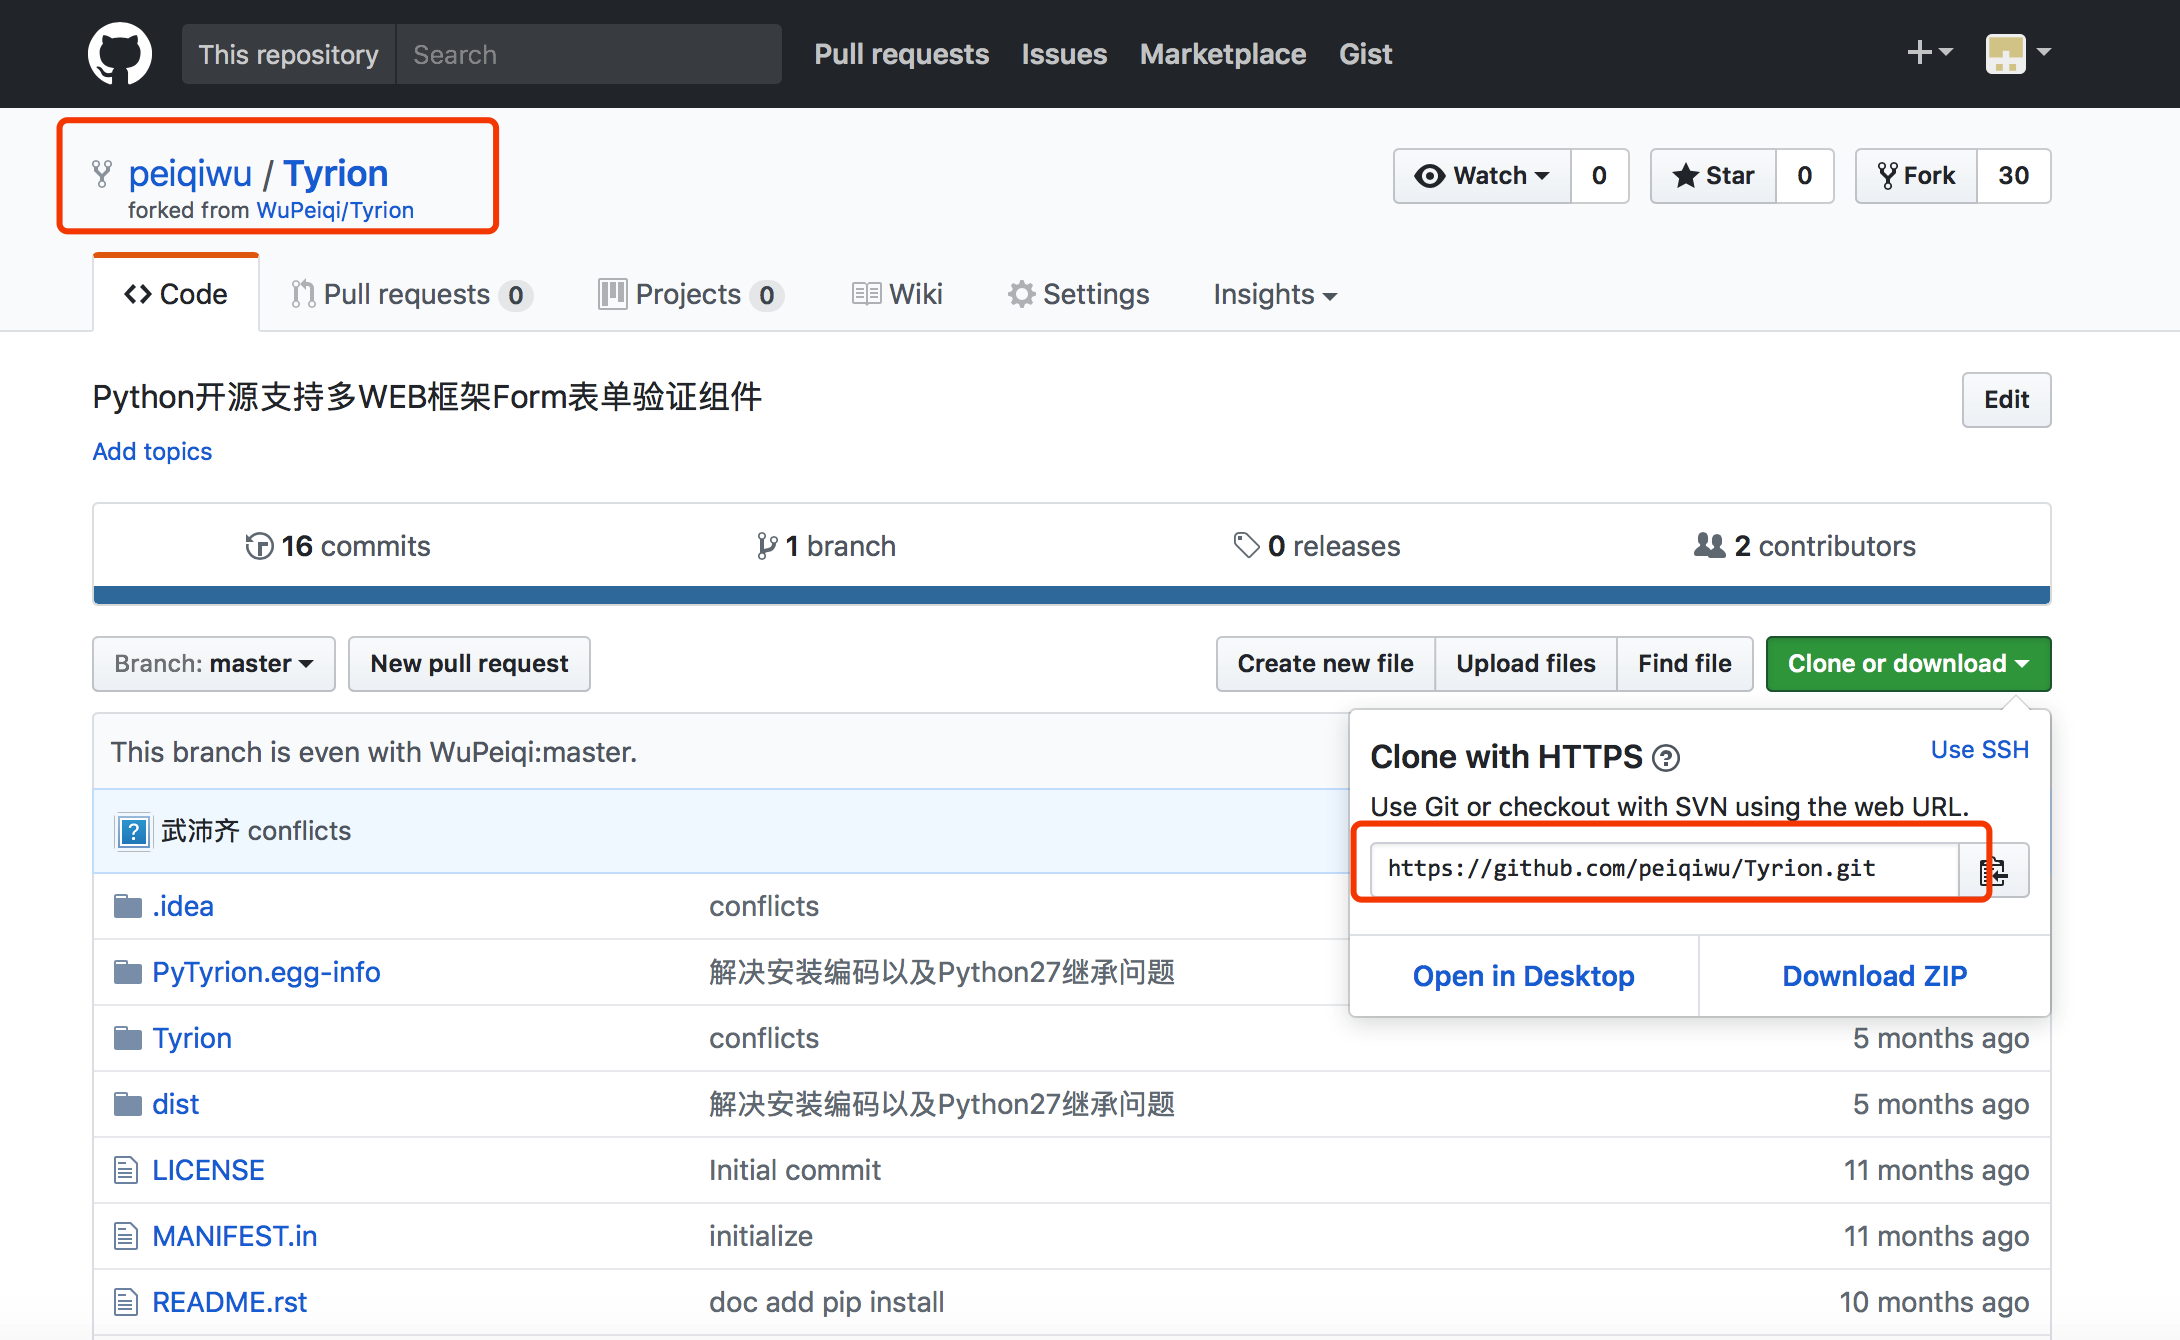 This repository Search Pull requests Issues Marketplace Gist
peiqiwu / Tyrion
forked from WuPeiqi/Tyrion
Watch 0 Star 0 Fork 30
Code Pull requests 0 Projects 0 Wiki Settings Insights
Python开源支持多WEB框架Form表单验证组件
Edit
Add topics
16 commits 1 branch 0 releases 2 contributors
Branch: master New pull request Create new file Upload files Find file Clone or download
This branch is even with WuPeiqi:master.
Clone with HTTPS ? Use SSH
Use Git or checkout with SVN using the web URL.
https://github.com/peiqiwu/Tyrion.git
Open in Desktop Download ZIP
? 武沛齐 conflicts
.idea conflicts
PyTyrion.egg-info 解决安装编码以及Python27继承问题
Tyrion conflicts 5 months ago
dist 解决安装编码以及Python27继承问题 5 months ago
LICENSE Initial commit 11 months ago
MANIFEST.in initialize 11 months ago
README.rst doc add pip install 10 months ago